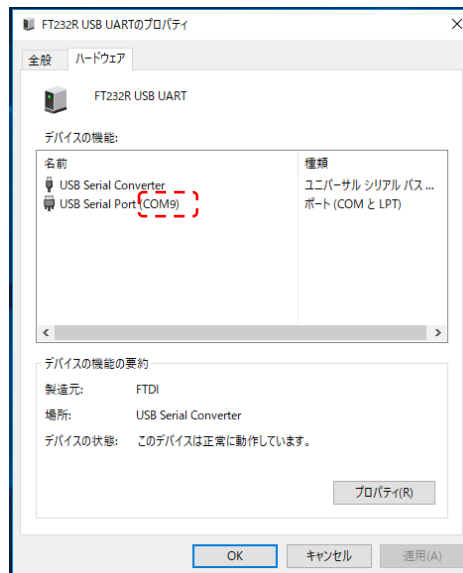 FT232R USB UARTのプロパティ
全般 ハードウェア
FT232R USB UART
デバイスの機能:
名前 種類
USB Serial Converter ユニバーサル シリアル バス ...
USB Serial Port (COM9) ポート (COM と LPT)
デバイスの機能の要約
製造元: FTDI
場所: USB Serial Converter
デバイスの状態: このデバイスは正常に動作しています。
プロパティ(R)
OK キャンセル 適用(A)